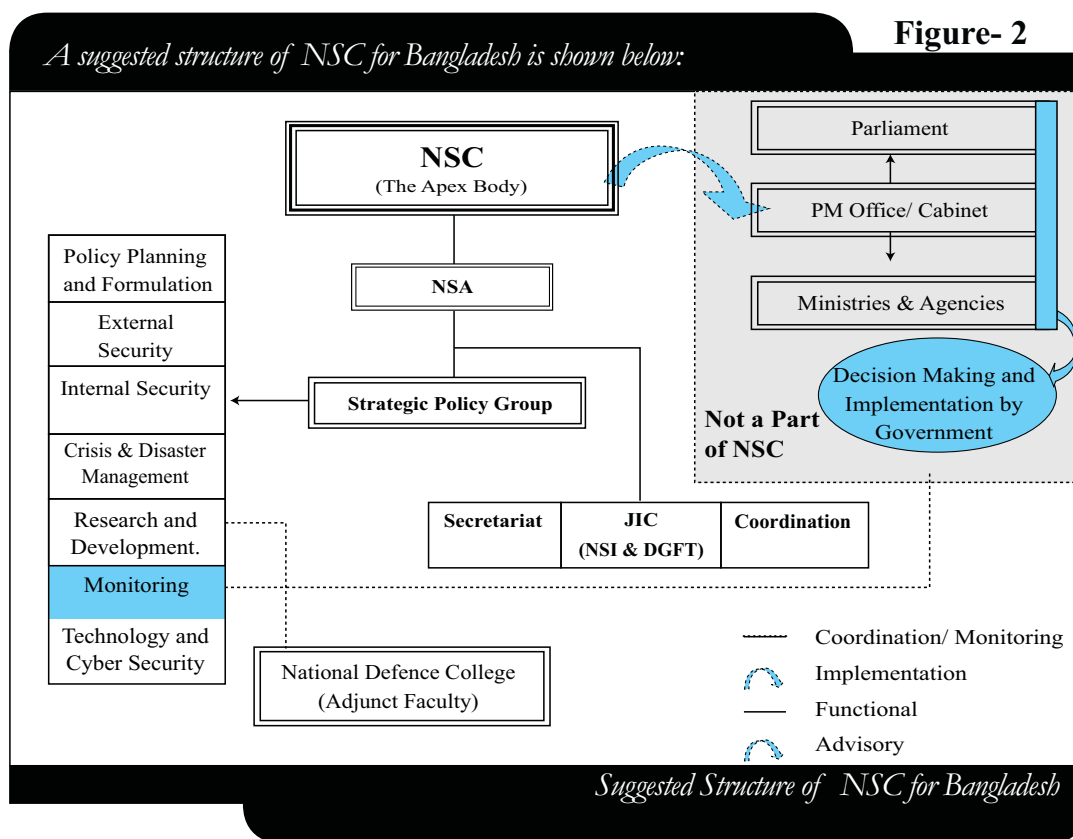 Figure- 2
A suggested structure of NSC for Bangladesh is shown below:
NSC
(The Apex Body)
NSA
Strategic Policy Group
Policy Planning
and Formulation
External
Security
Internal Security
Crisis & Disaster
Management
Research and
Development.
Monitoring
Technology and
Cyber Security
Secretariat
JIC
(NSI & DGFT)
Coordination
National Defence College
(Adjunct Faculty)
Parliament
PM Office/ Cabinet
Ministries & Agencies
Decision Making and
Implementation by
Government
Not a Part
of NSC
Coordination/ Monitoring
Implementation
Functional
Advisory
Suggested Structure of NSC for Bangladesh